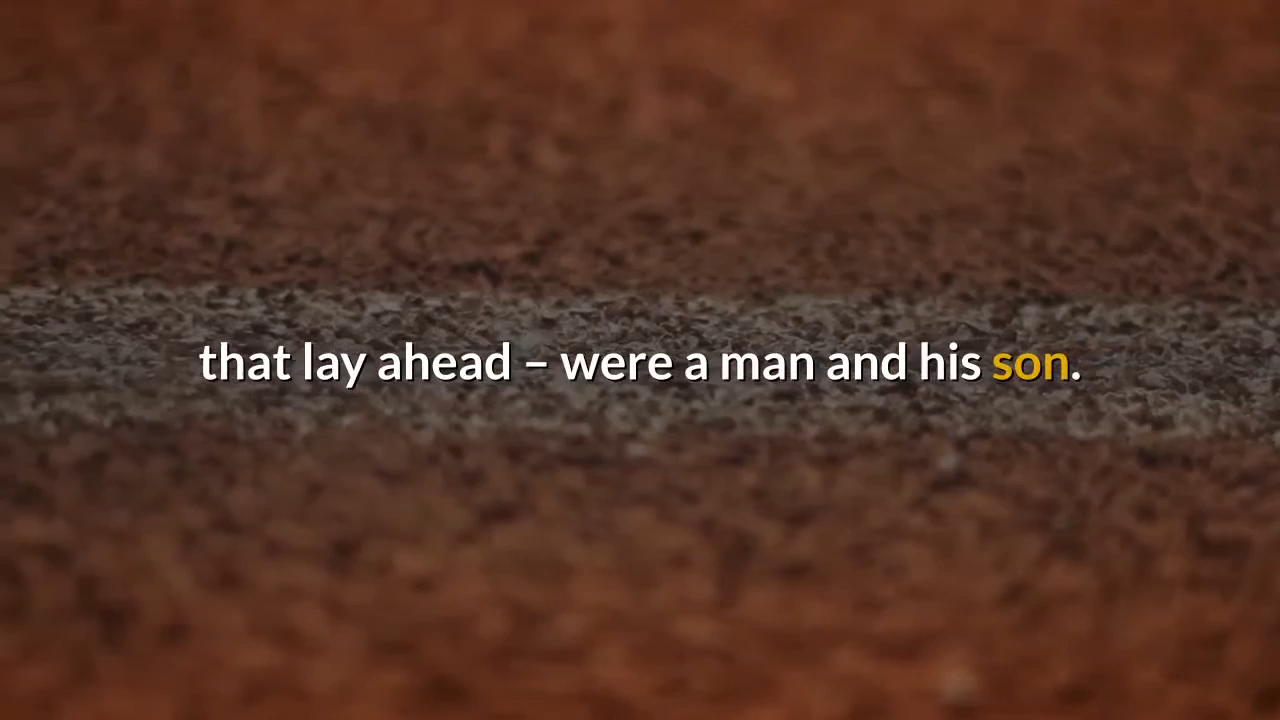 that lay ahead – were a man and his son.